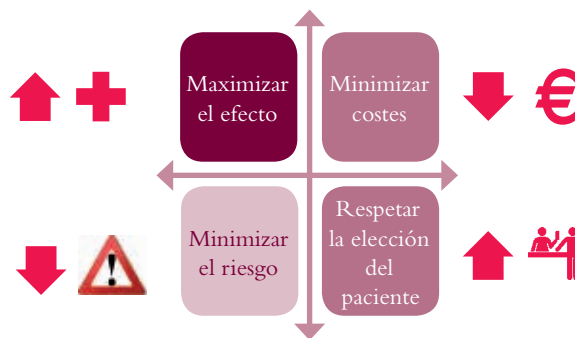 Maximizar
el efecto
Minimizar
costes
€
Minimizar
el riesgo
Respetar
la elección
del
paciente